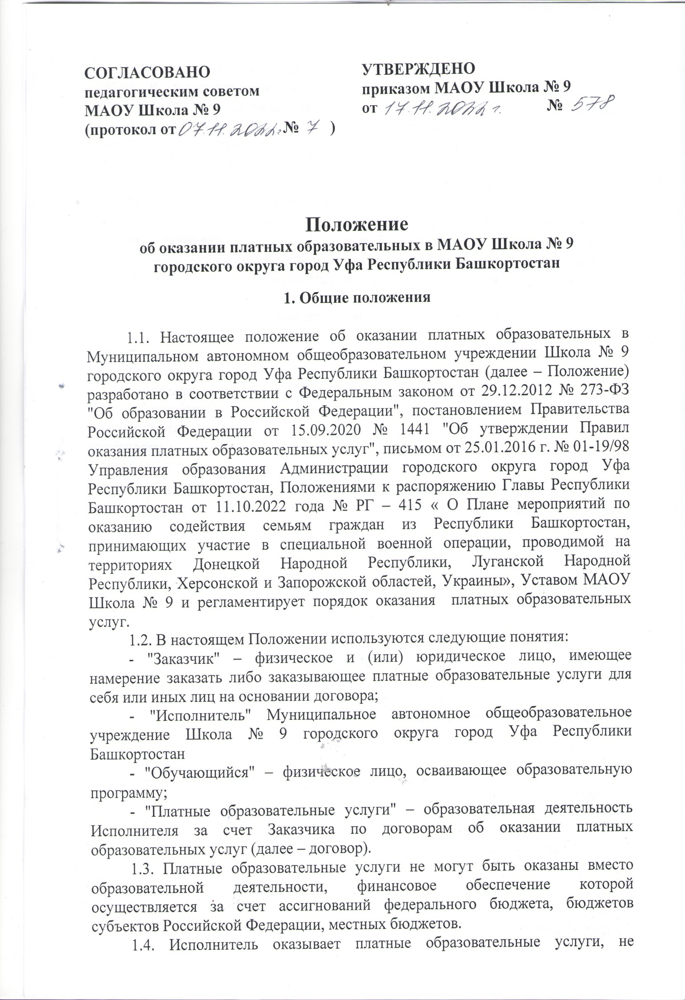 СОГЛАСОВАНО
педагогическим советом
МАОУ Школа № 9
(протокол от 07.11.2022г № 7 )
УТВЕРЖДЕНО
приказом МАОУ Школа № 9
от 17.11.2022 г. № 578
Положение
об оказании платных образовательных в МАОУ Школа № 9
городского округа город Уфа Республики Башкортостан
1. Общие положения
1.1. Настоящее положение об оказании платных образовательных в
Муниципальном автономном общеобразовательном учреждении Школа № 9
городского округа город Уфа Республики Башкортостан (далее – Положение)
разработано в соответствии с Федеральным законом от 29.12.2012 № 273-ФЗ
"Об образовании в Российской Федерации", постановлением Правительства
Российской Федерации от 15.09.2020 № 1441 "Об утверждении Правил
оказания платных образовательных услуг", письмом от 25.01.2016 г. № 01-19/98
Управления образования Администрации городского округа город Уфа
Республики Башкортостан, Положениями к распоряжению Главы Республики
Башкортостан от 11.10.2022 года № РГ – 415 « О Плане мероприятий по
оказанию содействия семьям граждан из Республики Башкортостан,
принимающих участие в специальной военной операции, проводимой на
территориях Донецкой Народной Республики, Луганской Народной
Республики, Херсонской и Запорожской областей, Украины», Уставом МАОУ
Школа № 9 и регламентирует порядок оказания платных образовательных
услуг.
1.2. В настоящем Положении используются следующие понятия:
- "Заказчик" – физическое и (или) юридическое лицо, имеющее
намерение заказать либо заказывающее платные образовательные услуги для
себя или иных лиц на основании договора;
- "Исполнитель" Муниципальное автономное общеобразовательное
учреждение Школа № 9 городского округа город Уфа Республики
Башкортостан
- "Обучающийся" – физическое лицо, осваивающее образовательную
программу;
- "Платные образовательные услуги" – образовательная деятельность
Исполнителя за счет Заказчика по договорам об оказании платных
образовательных услуг (далее – договор).
1.3. Платные образовательные услуги не могут быть оказаны вместо
образовательной деятельности, финансовое обеспечение которой
осуществляется за счет ассигнований федерального бюджета, бюджетов
субъектов Российской Федерации, местных бюджетов.
1.4. Исполнитель оказывает платные образовательные услуги, не